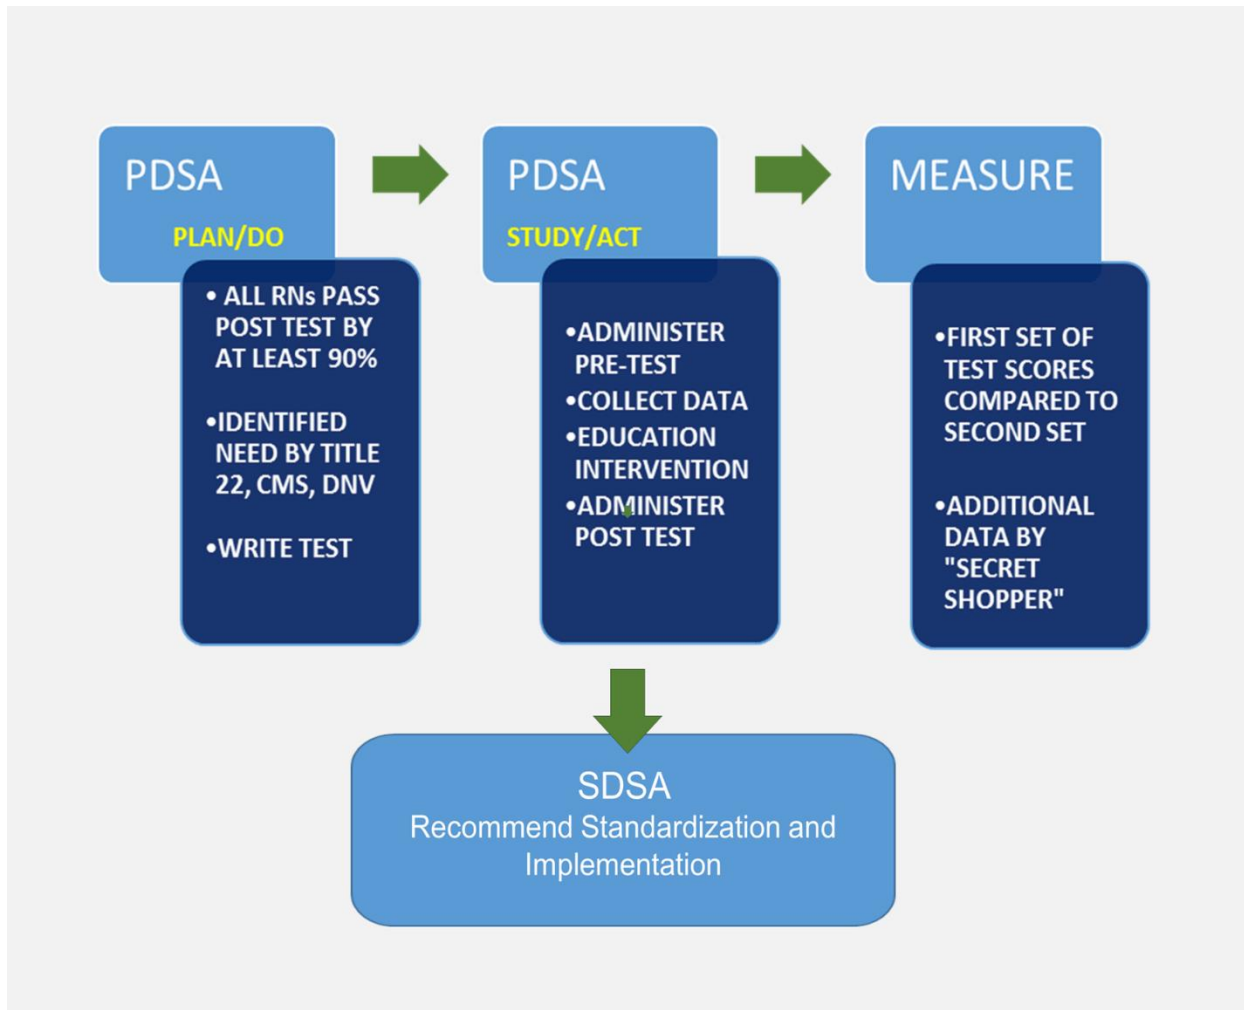 PDSA
PLAN/DO
• ALL RNs PASS
POST TEST BY
AT LEAST 90%
•IDENTIFIED
NEED BY TITLE
22, CMS, DNV
•WRITE TEST
PDSA
STUDY/ACT
•ADMINISTER
PRE-TEST
•COLLECT DATA
•EDUCATION
INTERVENTION
•ADMINISTER
POST TEST
MEASURE
•FIRST SET OF
TEST SCORES
COMPARED TO
SECOND SET
•ADDITIONAL
DATA BY
"SECRET
SHOPPER"
SDSA
Recommend Standardization and
Implementation